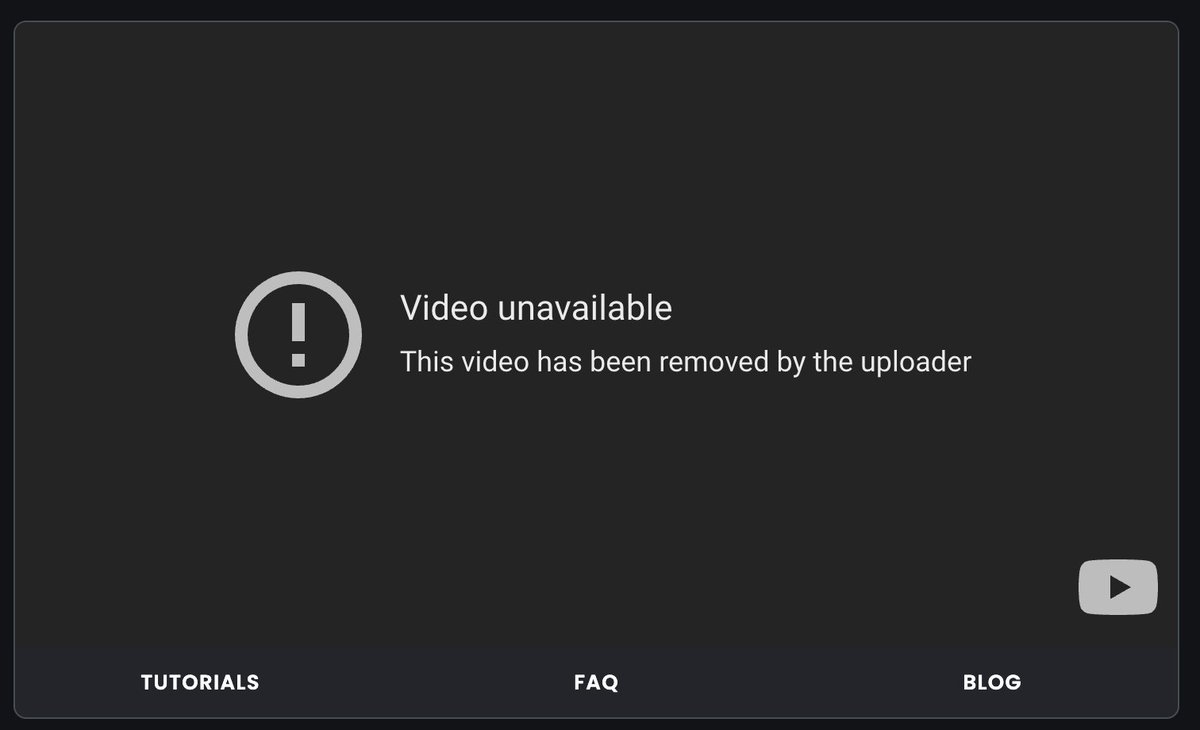 Video unavailable
This video has been removed by the uploader
TUTORIALS FAQ BLOG